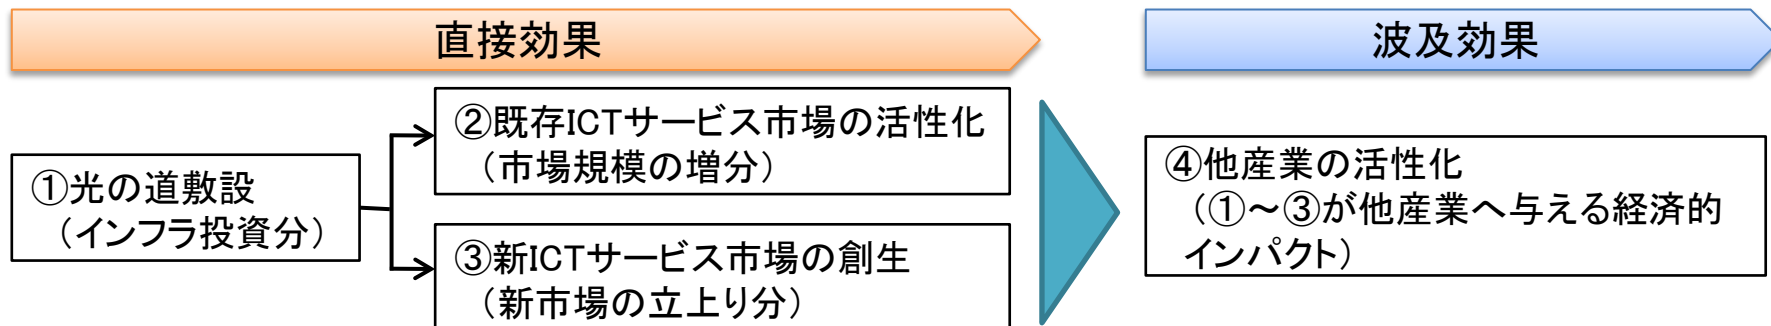 直接効果
波及効果
①光の道敷設
（インフラ投資分）
②既存ICTサービス市場の活性化
（市場規模の増分）
③新ICTサービス市場の創生
（新市場の立上り分）
④他産業の活性化
（①～③が他産業へ与える経済的
インパクト）